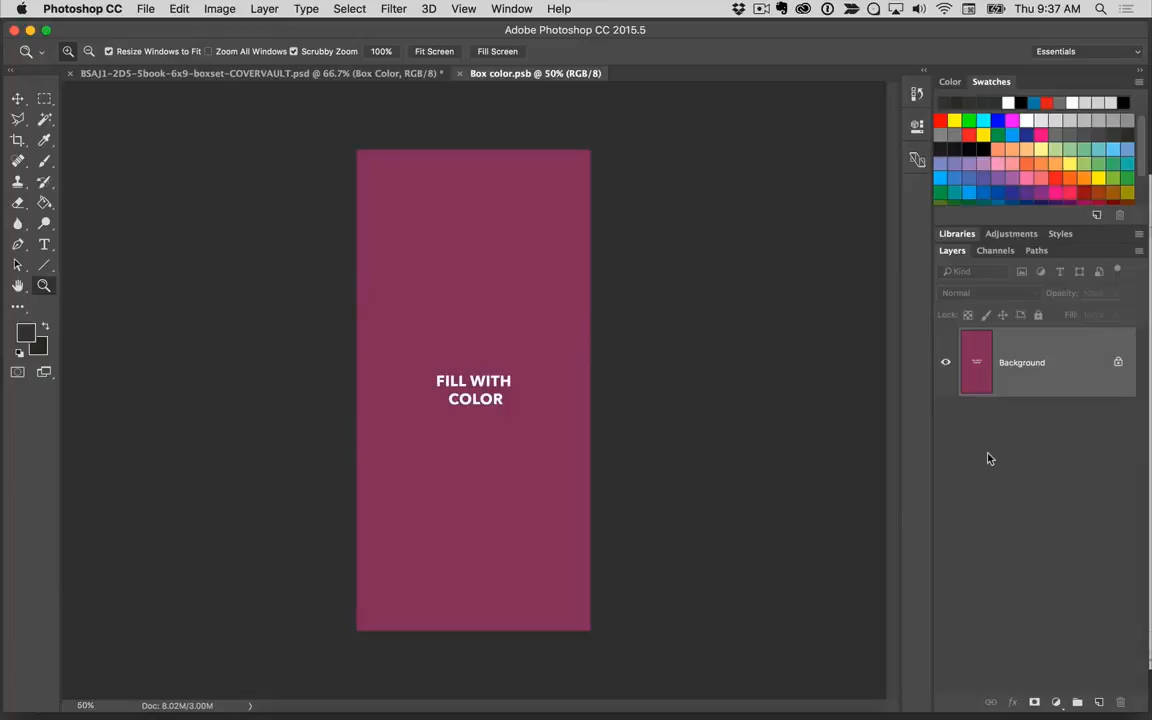 Photoshop CC File Edit Image Layer Type Select Filter 3D View Window Help Thu 9:37 AM
Adobe Photoshop CC 2015.5
Resize Windows to Fit Zoom All Windows Scrubby Zoom 100% Fit Screen Fill Screen Essentials
BSAJ1-2D5-5book-6x9-boxset-COVERVAULT.psd @ 66.7% (Box Color, RGB/8) * Box color.psb @ 50% (RGB/8)
Color Swatches
Libraries Adjustments Styles
Layers Channels Paths
Kind
Normal Opacity:
Lock: Fill:
Background
FILL WITH
COLOR
50% Doc: 8.02M/3.00M